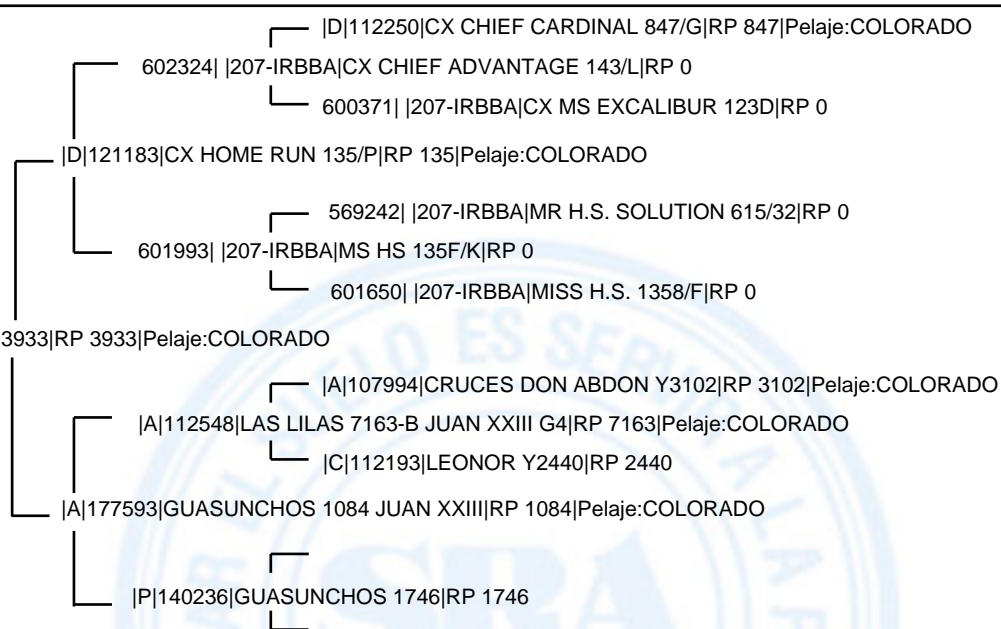 |D|112250|CX CHIEF CARDINAL 847/G|RP 847|Pelaje:COLORADO
602324| |207-IRBBA|CX CHIEF ADVANTAGE 143/L|RP 0
600371| |207-IRBBA|CX MS EXCALIBUR 123D|RP 0
|D|121183|CX HOME RUN 135/P|RP 135|Pelaje:COLORADO
569242| |207-IRBBA|MR H.S. SOLUTION 615/32|RP 0
601993| |207-IRBBA|MS HS 135F/K|RP 0
601650| |207-IRBBA|MISS H.S. 1358/F|RP 0
3933|RP 3933|Pelaje:COLORADO
|A|107994|CRUCES DON ABDON Y3102|RP 3102|Pelaje:COLORADO
|A|112548|LAS LILAS 7163-B JUAN XXIII G4|RP 7163|Pelaje:COLORADO
|C|112193|LEONOR Y2440|RP 2440
|A|177593|GUASUNCHOS 1084 JUAN XXIII|RP 1084|Pelaje:COLORADO
|P|140236|GUASUNCHOS 1746|RP 1746